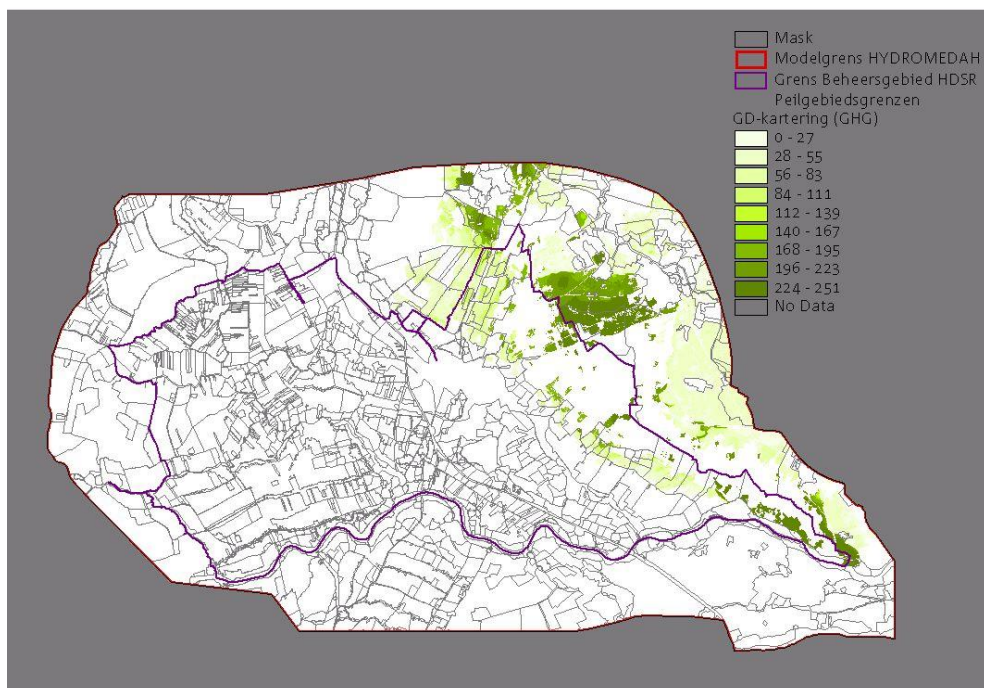 Mask
Modelgrens HYDROMEDAH
Grens Beheersgebied HDSR
Peilgebiedsgrenzen
GD-kartering (GHG)
0 - 27
28 - 55
56 - 83
84 - 111
112 - 139
140 - 167
168 - 195
196 - 223
224 - 251
No Data